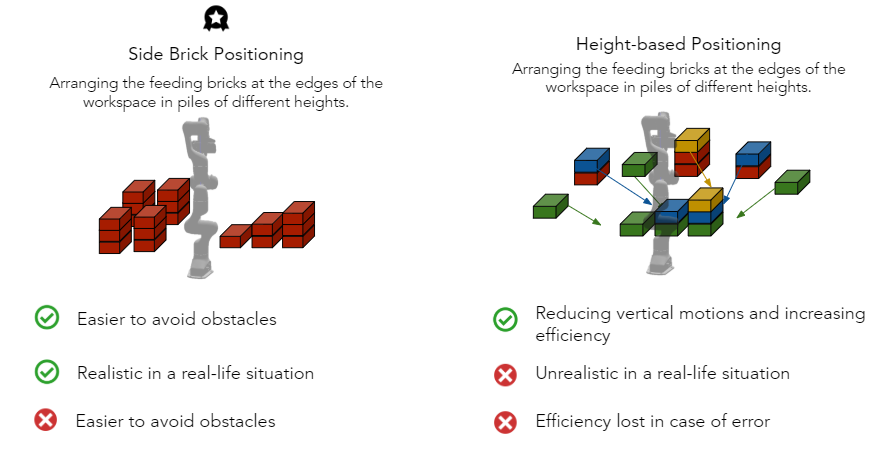 Side Brick Positioning
Arranging the feeding bricks at the edges of the
workspace in piles of different heights.
Easier to avoid obstacles
Realistic in a real-life situation
Easier to avoid obstacles
Height-based Positioning
Arranging the feeding bricks at the edges of the
workspace in piles of different heights.
Reducing vertical motions and increasing
efficiency
Unrealistic in a real-life situation
Efficiency lost in case of error